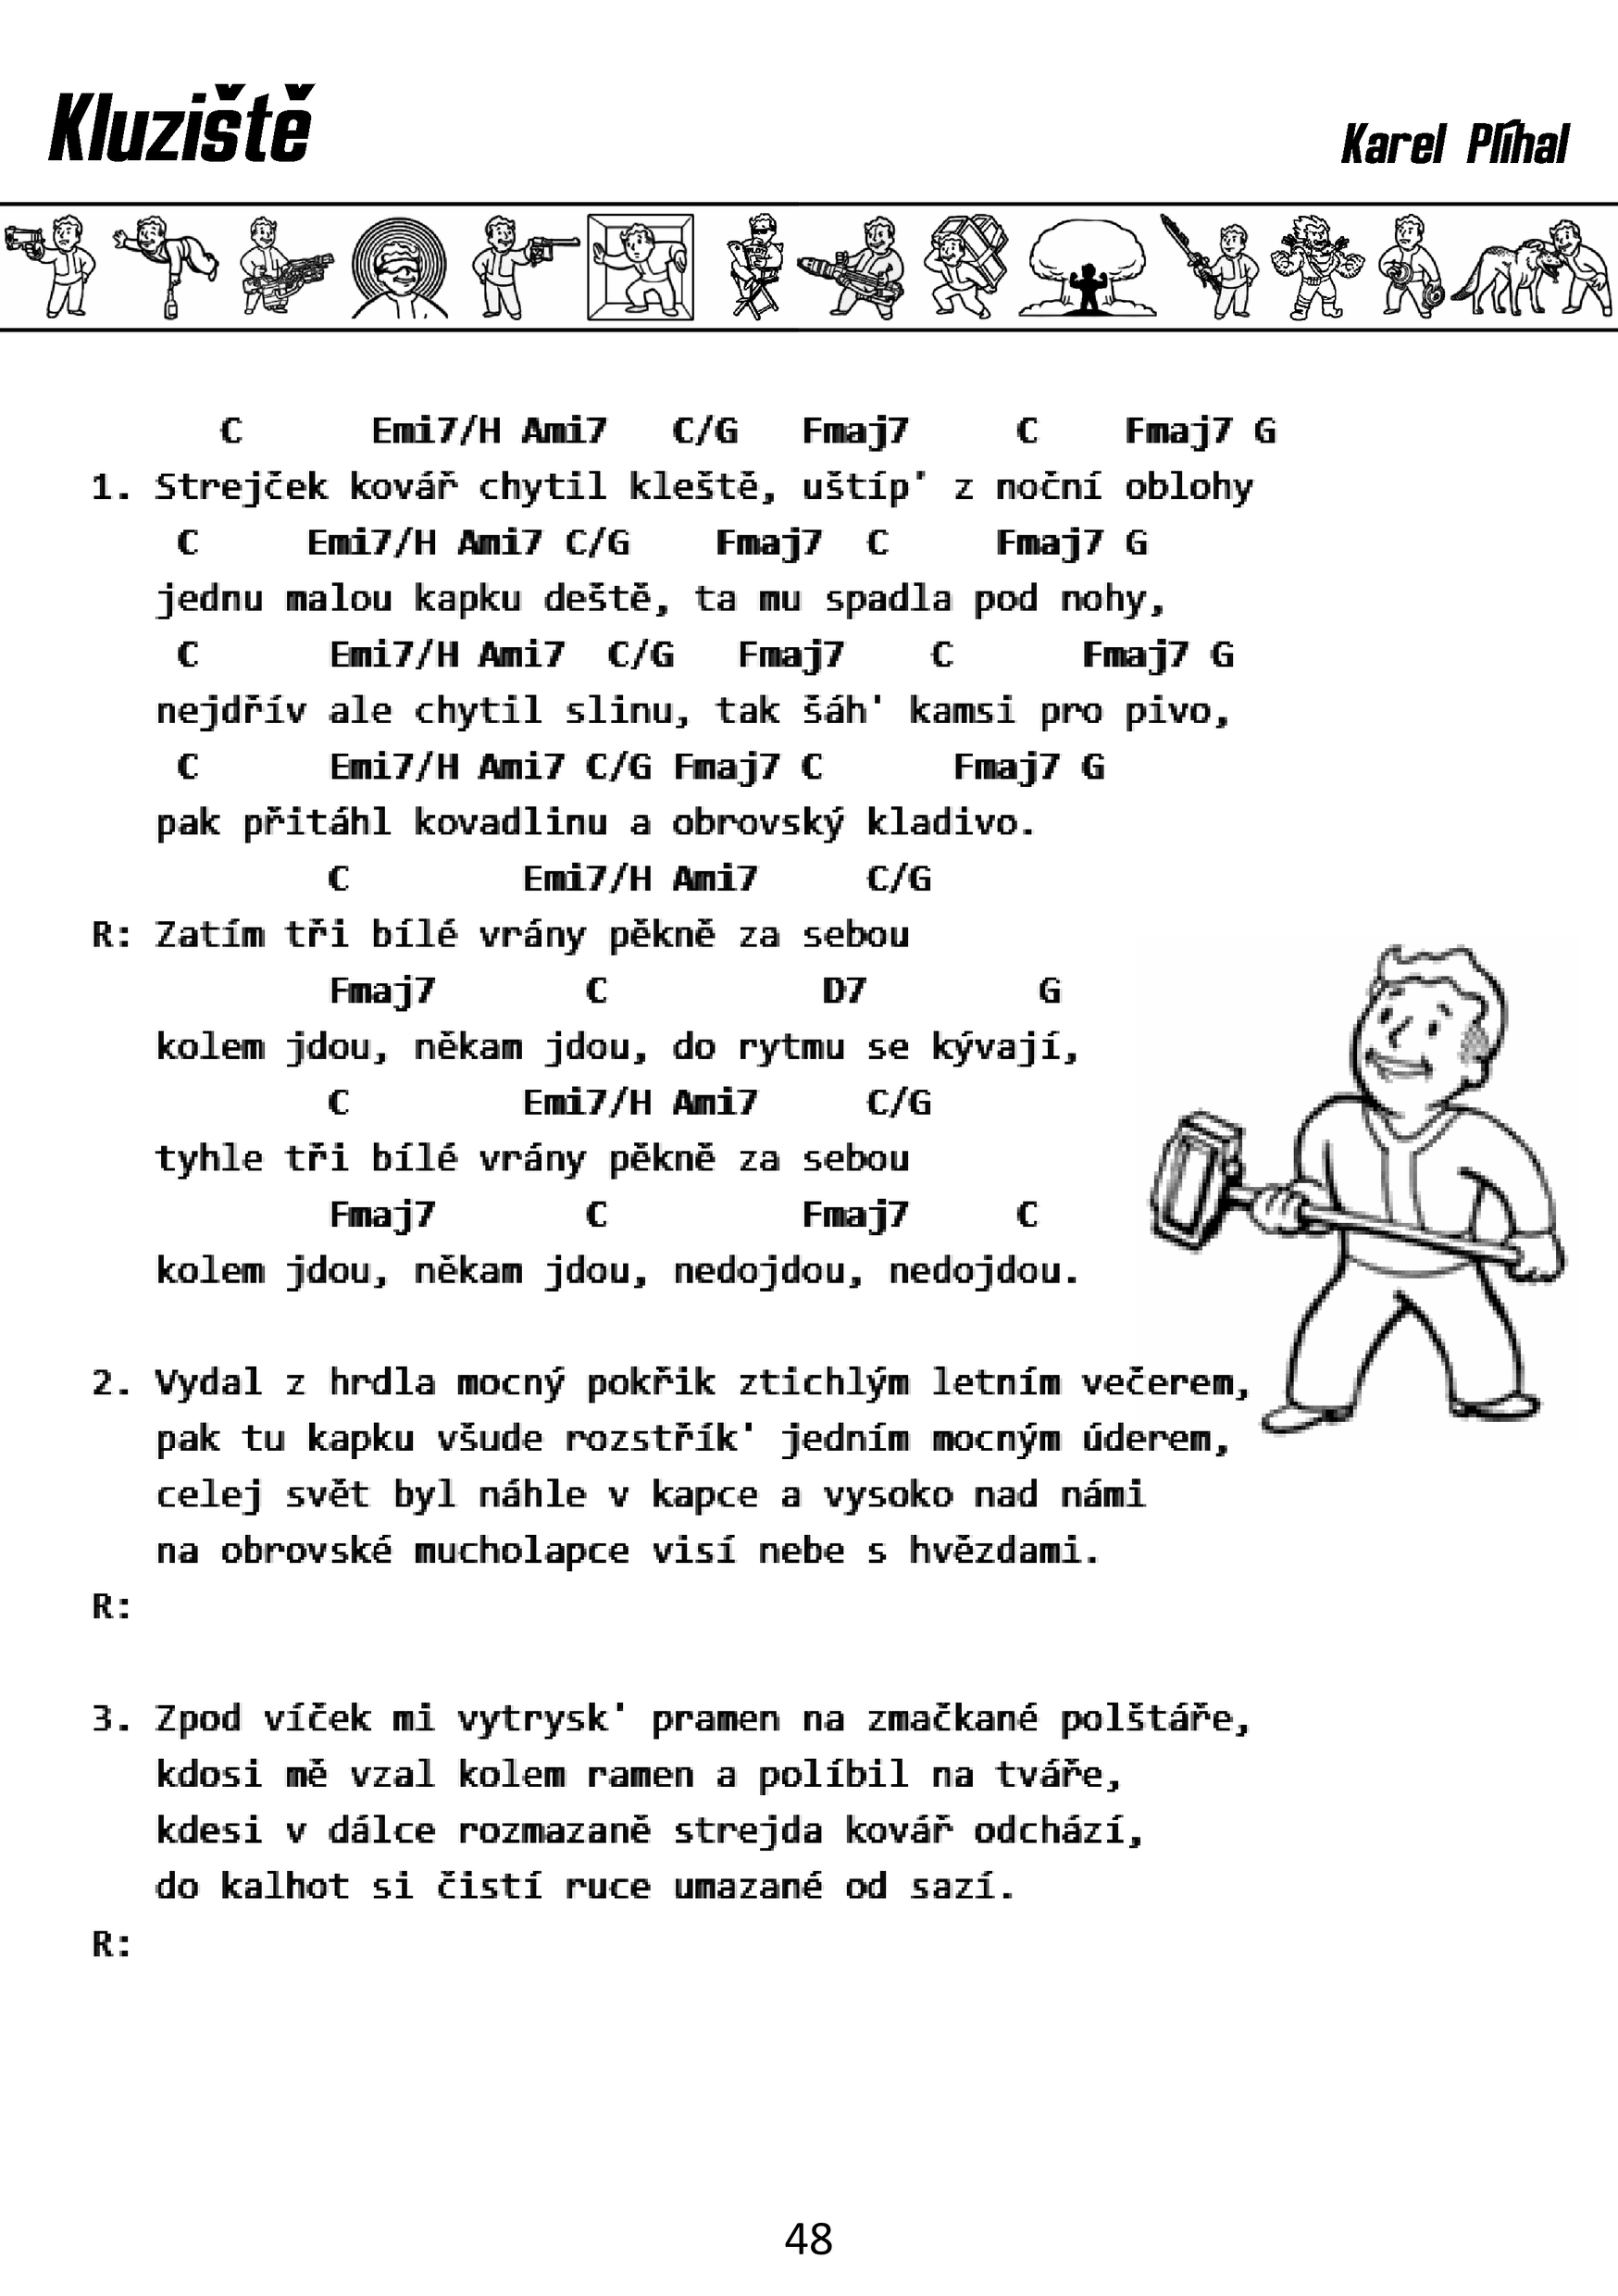 Kluziště
Karel Plíhal
C Emi7/H Ami7 C/G Fmaj7 C Fmaj7 G
1. Strejček kovář chytil kleště, uštíp' z noční oblohy
C Emi7/H Ami7 C/G Fmaj7 C Fmaj7 G
jednu malou kapku deště, ta mu spadla pod nohy,
C Emi7/H Ami7 C/G Fmaj7 C Fmaj7 G
nejdřív ale chytil slinu, tak šáh' kamsi pro pivo,
C Emi7/H Ami7 C/G Fmaj7 C Fmaj7 G
pak přitáhl kovadlinu a obrovský kladivo.
C Emi7/H Ami7 C/G
R: Zatím tři bílé vrány pěkně za sebou
Fmaj7 C D7 G
kolem jdou, někam jdou, do rytmu se kývají,
C Emi7/H Ami7 C/G
tyhle tři bílé vrány pěkně za sebou
Fmaj7 C Fmaj7 C
kolem jdou, někam jdou, nedojdou, nedojdou.
2. Vydal z hrdla mocný pokřik ztichlým letním večerem,
pak tu kapku všude rozstřík' jedním mocným úderem,
celej svět byl náhle v kapce a vysoko nad námi
na obrovské mucholapce visí nebe s hvězdami.
R:
3. Zpod víček mi vytrysk' pramen na zmačkané polštáře,
kdosi mě vzal kolem ramen a políbil na tváře,
kdesi v dálce rozmazaně strejda kovář odchází,
do kalhot si čistí ruce umazané od sazí.
R:
48